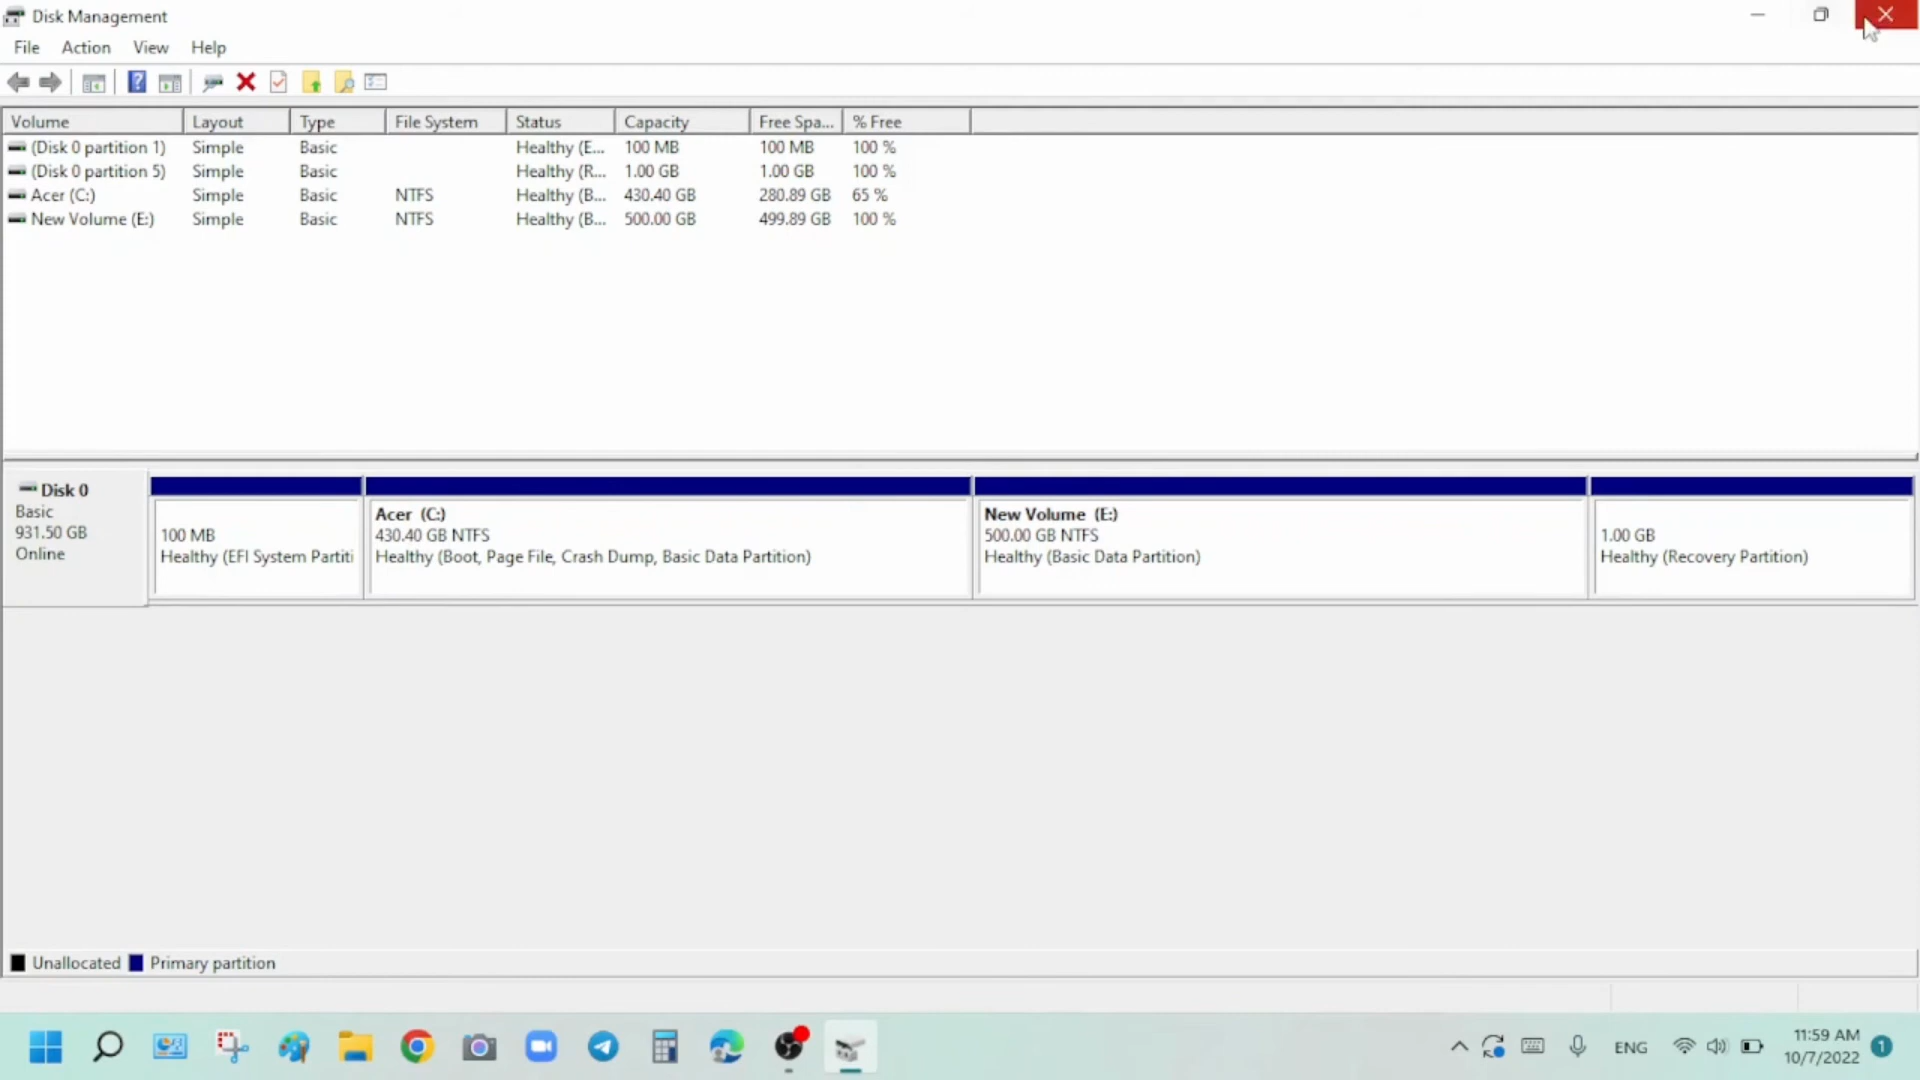 Disk Management
File Action View Help
Volume Layout Type File System Status Capacity Free Spa... % Free
(Disk 0 partition 1) Simple Basic Healthy (E... 100 MB 100 MB 100 %
(Disk 0 partition 5) Simple Basic Healthy (R... 1.00 GB 1.00 GB 100 %
Acer (C:) Simple Basic NTFS Healthy (B... 430.40 GB 280.89 GB 65 %
New Volume (E:) Simple Basic NTFS Healthy (B... 500.00 GB 499.89 GB 100 %
Disk 0
Basic
931.50 GB
Online
100 MB
Healthy (EFI System Partiti
Acer (C:)
430.40 GB NTFS
Healthy (Boot, Page File, Crash Dump, Basic Data Partition)
New Volume (E:)
500.00 GB NTFS
Healthy (Basic Data Partition)
1.00 GB
Healthy (Recovery Partition)
Unallocated Primary partition
ENG
11:59 AM
10/7/2022
1